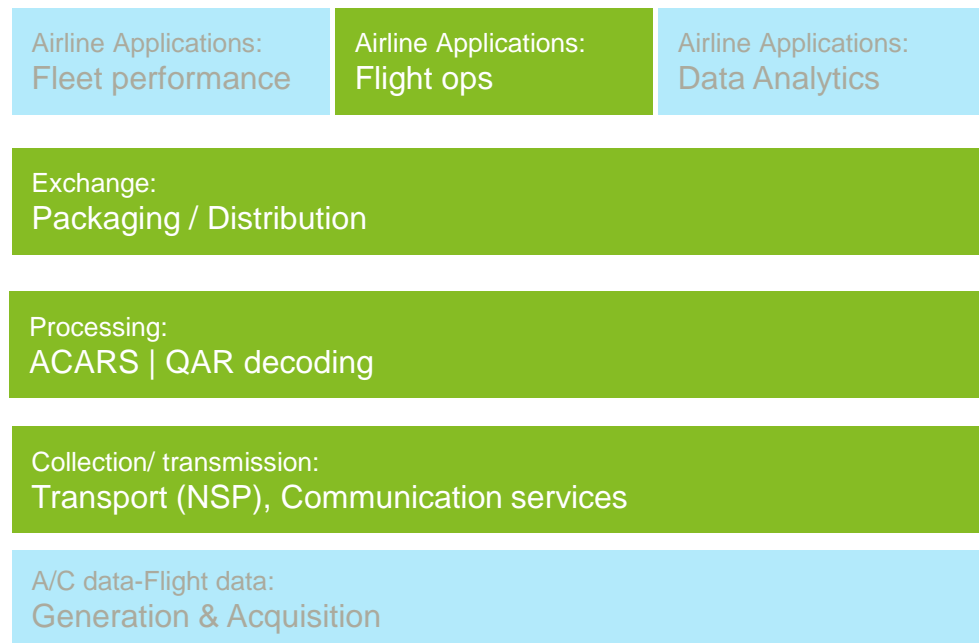 Airline Applications:
Fleet performance
Airline Applications:
Flight ops
Airline Applications:
Data Analytics
Exchange:
Packaging / Distribution
Processing:
ACARS | QAR decoding
Collection/ transmission:
Transport (NSP), Communication services
A/C data-Flight data:
Generation & Acquisition